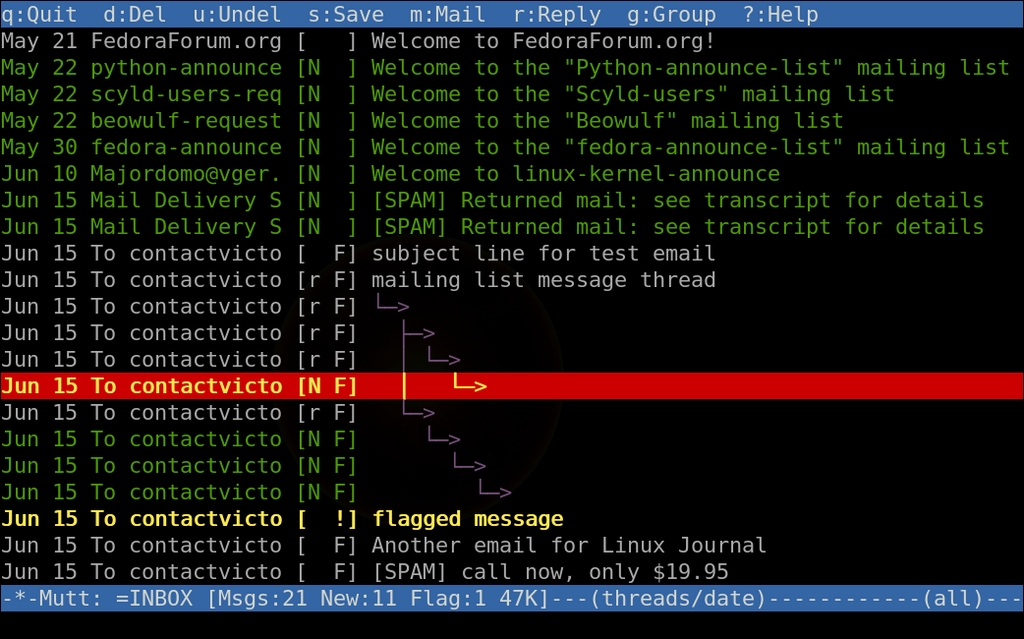 q:Quit  d:Del  u:Undel  s:Save  m:Mail  r:Reply  g:Group  ?:Help
May 21 FedoraForum.org [   ] Welcome to FedoraForum.org!
May 22 python-announce [N  ] Welcome to the "Python-announce-list" mailing list
May 22 scyld-users-req [N  ] Welcome to the "Scyld-users" mailing list
May 22 beowulf-request [N  ] Welcome to the "Beowulf" mailing list
May 30 fedora-announce [N  ] Welcome to the "fedora-announce-list" mailing list
Jun 10 Majordomo@vger. [N  ] Welcome to linux-kernel-announce
Jun 15 Mail Delivery S [N  ] [SPAM] Returned mail: see transcript for details
Jun 15 Mail Delivery S [N  ] [SPAM] Returned mail: see transcript for details
Jun 15 To contactvicto [  F] subject line for test email
Jun 15 To contactvicto [r F] mailing list message thread
Jun 15 To contactvicto [r F] └─>
Jun 15 To contactvicto [r F]   ├─>
Jun 15 To contactvicto [r F]   │ └─>
Jun 15 To contactvicto [N F]   │   └─>
Jun 15 To contactvicto [r F]   └─>
Jun 15 To contactvicto [N F]     └─>
Jun 15 To contactvicto [N F]       └─>
Jun 15 To contactvicto [N F]         └─>
Jun 15 To contactvicto [  !] flagged message
Jun 15 To contactvicto [  F] Another email for Linux Journal
Jun 15 To contactvicto [  F] [SPAM] call now, only $19.95
-*-Mutt: =INBOX [Msgs:21 New:11 Flag:1 47K]---(threads/date)------------(all)---